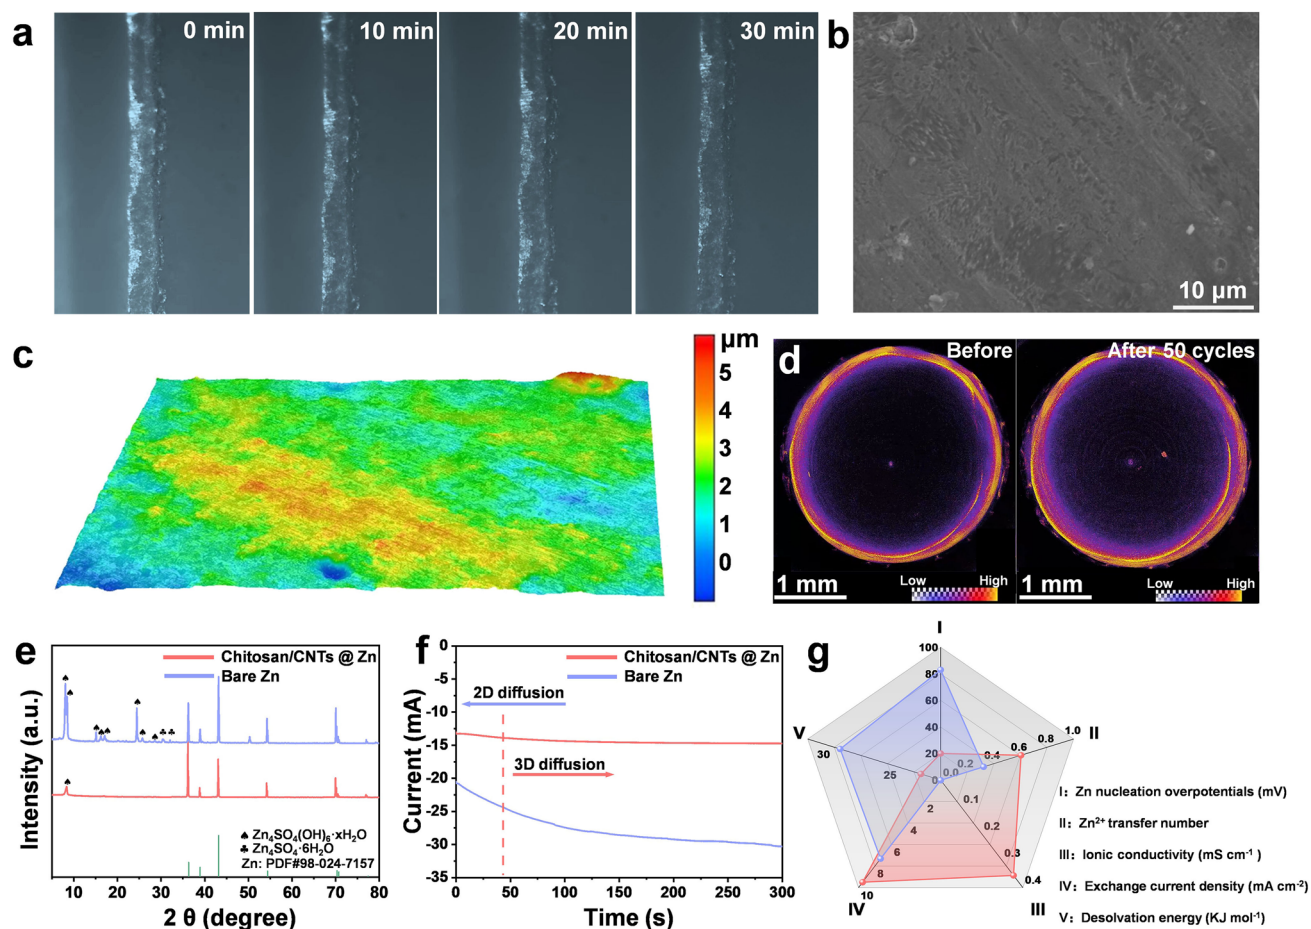 a
0 min
10 min
20 min
30 min
b
10 μm
c
μm
5
4
3
2
1
0
d
Before
After 50 cycles
1 mm
Low
High
1 mm
Low
High
e
Chitosan/CNTs @ Zn
Bare Zn
Intensity (a.u.)
♠ Zn₄SO₄(OH)₆·xH₂O
♣ Zn₄SO₄·6H₂O
Zn: PDF#98-024-7157
10 20 30 40 50 60 70 80
2 θ (degree)
f
Chitosan/CNTs @ Zn
Bare Zn
2D diffusion
3D diffusion
Current (mA)
0
-5
-10
-15
-20
-25
-30
-35
0 50 100 150 200 250 300
Time (s)
g
I
100
80
60
40
20
0
II
0.0
0.2
0.4
0.6
0.8
1.0
III
0.1
0.2
0.3
0.4
IV
2
4
6
8
10
V
25
30
I: Zn nucleation overpotentials (mV)
II: Zn²⁺ transfer number
III: Ionic conductivity (mS cm⁻¹)
IV: Exchange current density (mA cm⁻²)
V: Desolvation energy (KJ mol⁻¹)